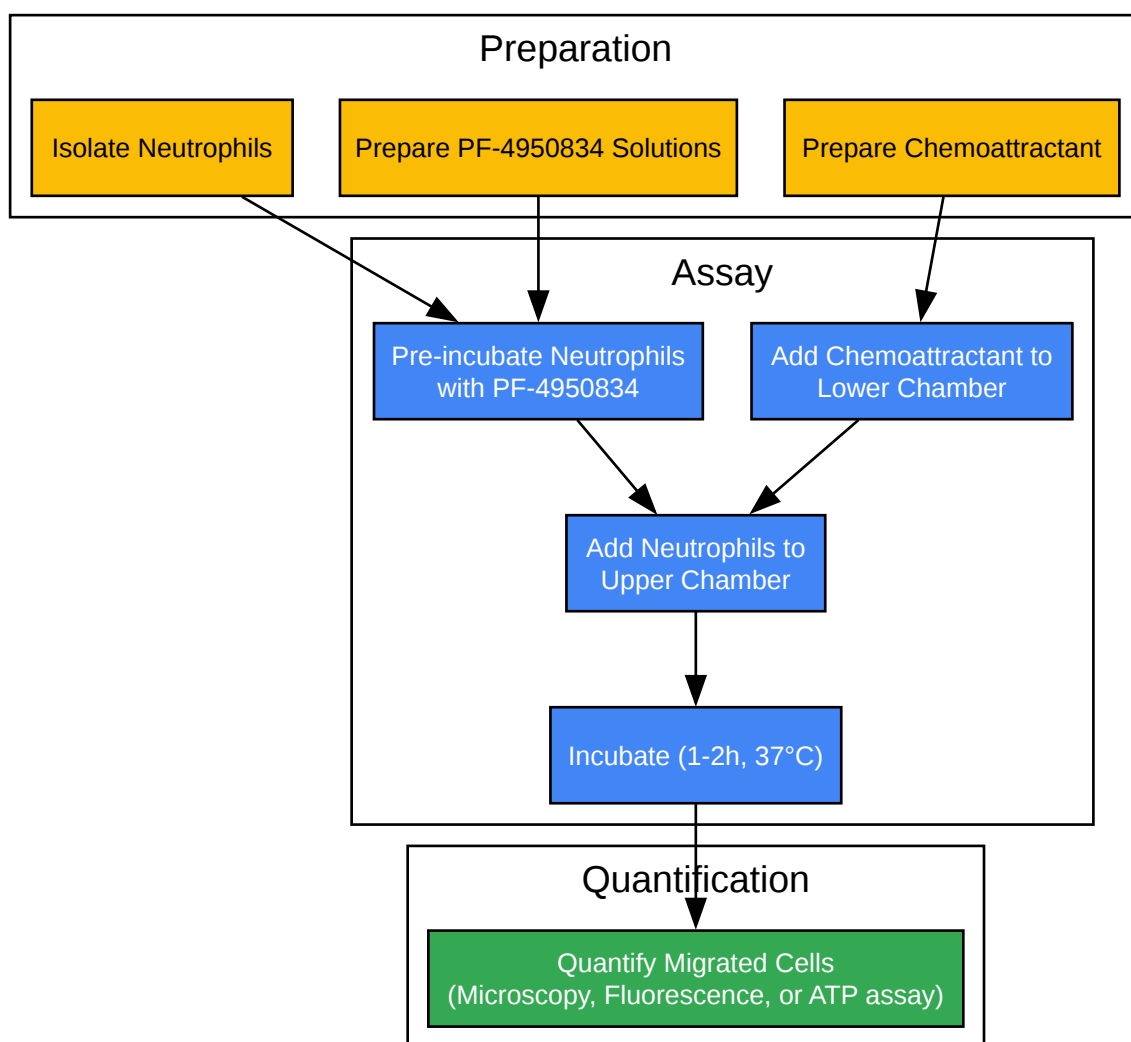 Preparation
Isolate Neutrophils
Prepare PF-4950834 Solutions
Prepare Chemoattractant
Assay
Pre-incubate Neutrophils
with PF-4950834
Add Chemoattractant to
Lower Chamber
Add Neutrophils to
Upper Chamber
Incubate (1-2h, 37°C)
Quantification
Quantify Migrated Cells
(Microscopy, Fluorescence, or ATP assay)